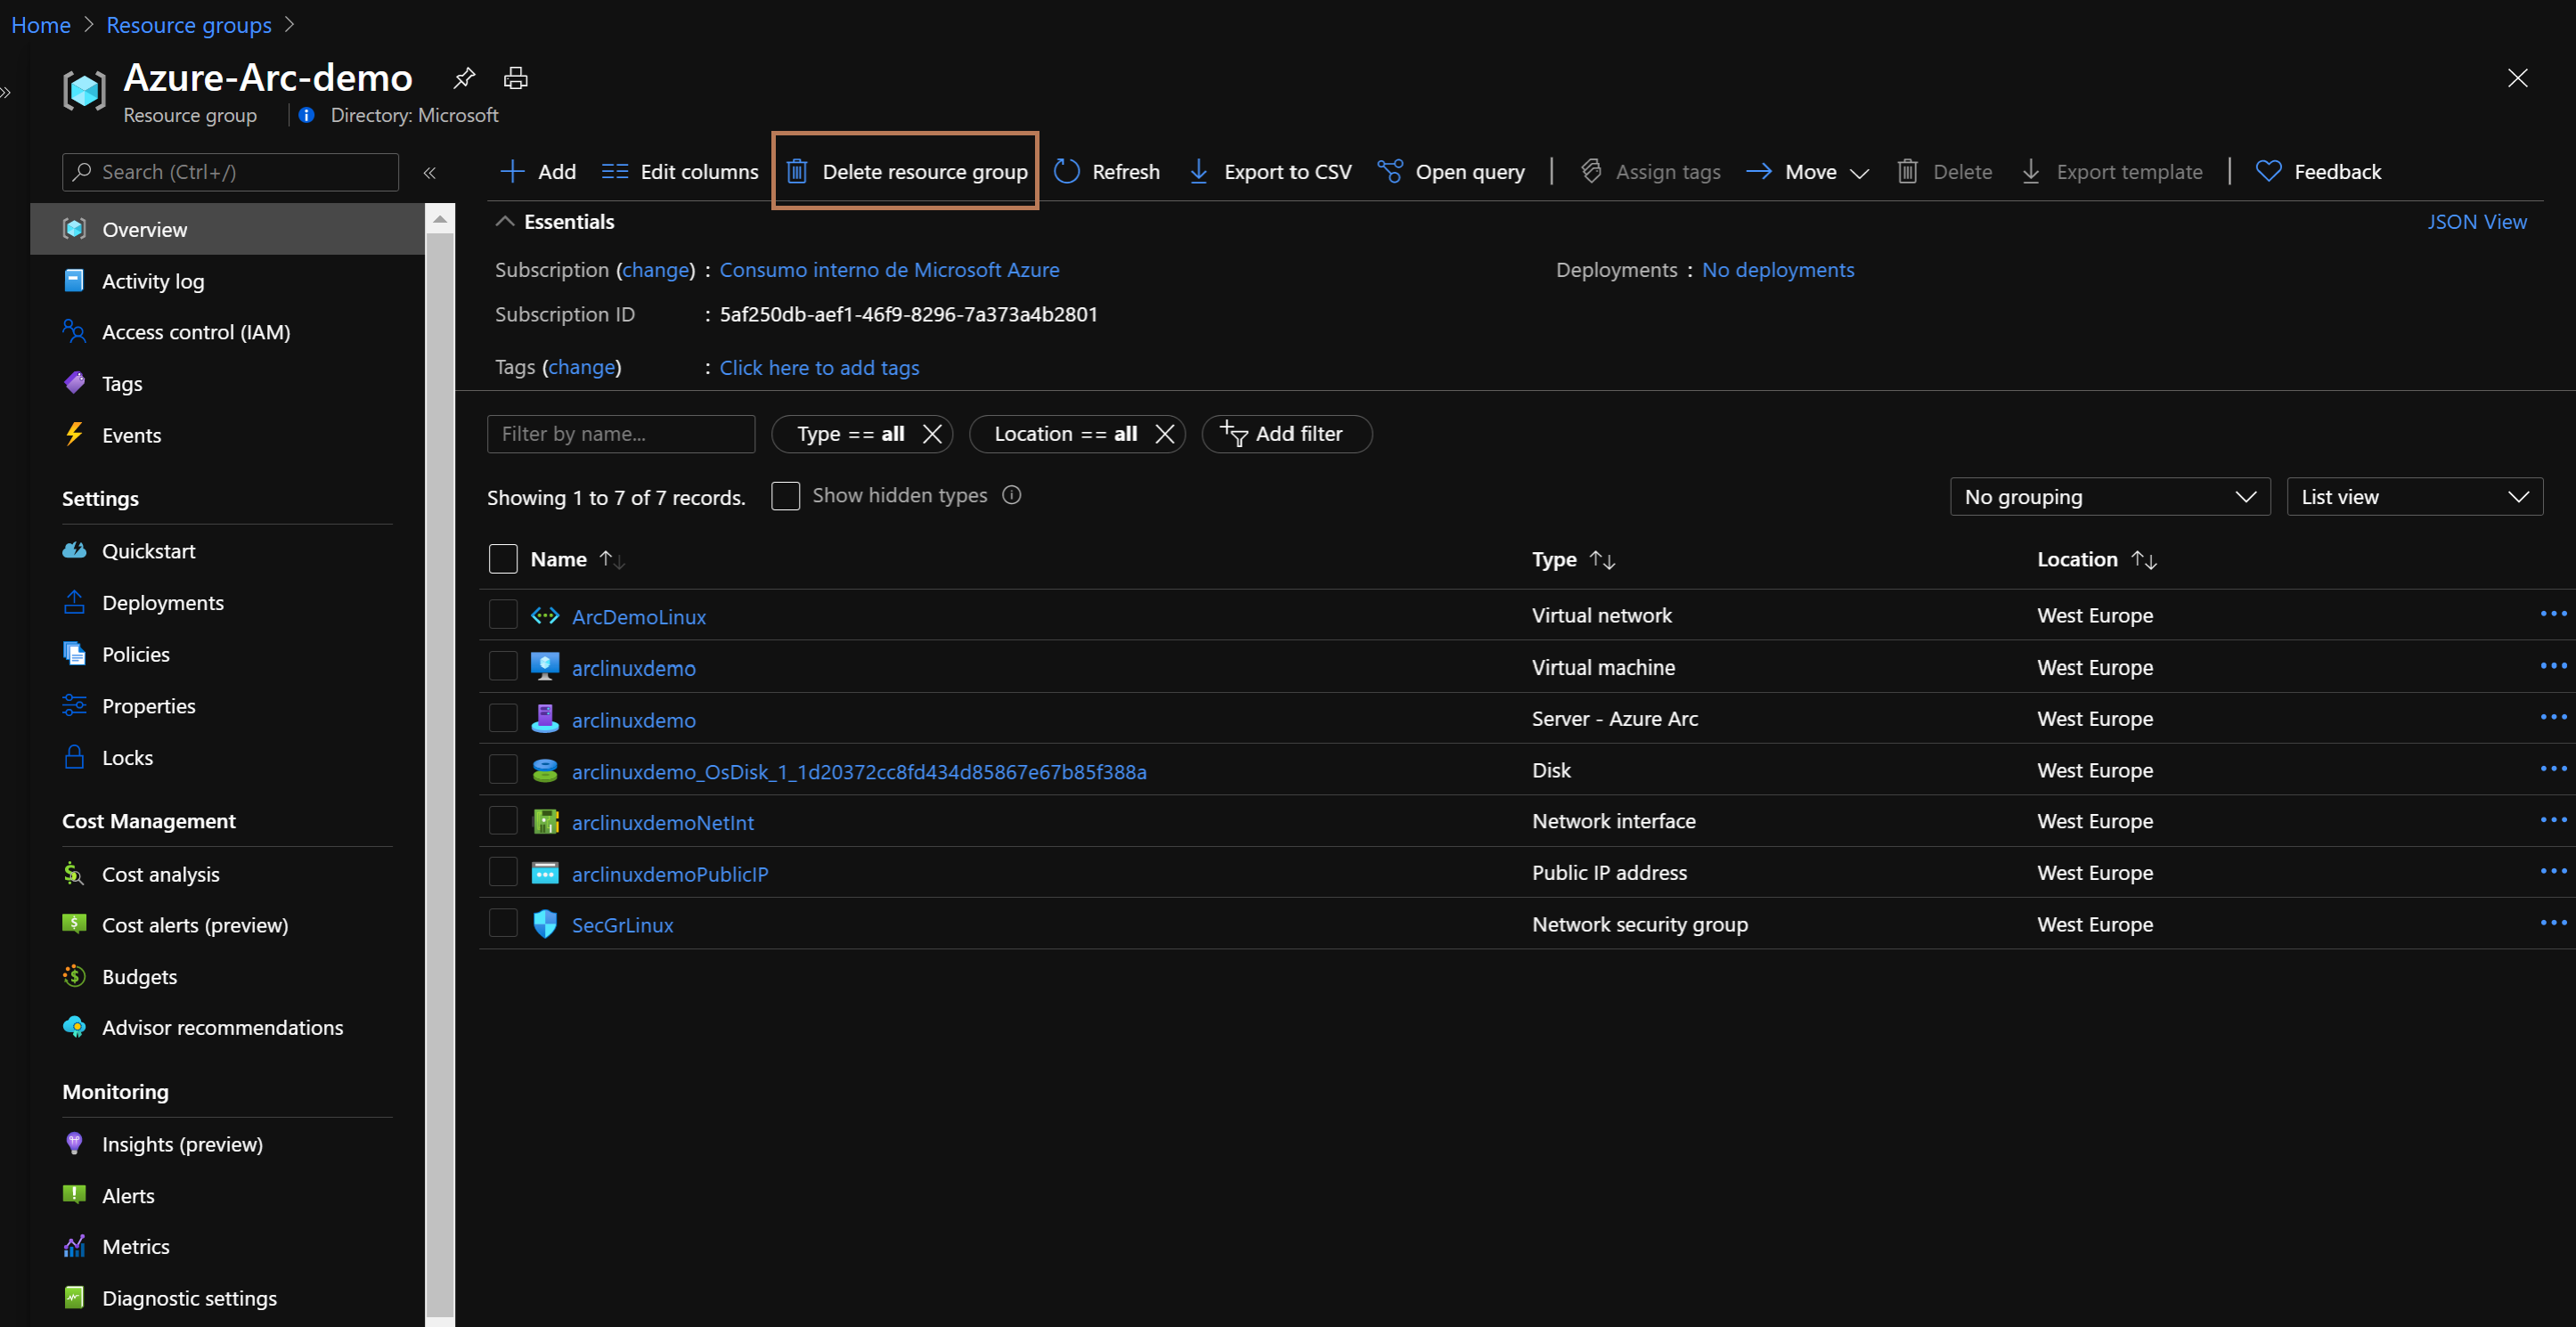 Home > Resource groups >
Azure-Arc-demo
Resource group
Directory: Microsoft
Search (Ctrl+/)
Add
Edit columns
Delete resource group
Refresh
Export to CSV
Open query
Assign tags
Move
Delete
Export template
Feedback
Overview
Activity log
Access control (IAM)
Tags
Events
Settings
Quickstart
Deployments
Policies
Properties
Locks
Cost Management
Cost analysis
Cost alerts (preview)
Budgets
Advisor recommendations
Monitoring
Insights (preview)
Alerts
Metrics
Diagnostic settings
Essentials
JSON View
Subscription (change) : Consumo interno de Microsoft Azure
Deployments : No deployments
Subscription ID : 5af250db-aef1-46f9-8296-7a373a4b2801
Tags (change) : Click here to add tags
Filter by name...
Type == all
Location == all
Add filter
Showing 1 to 7 of 7 records.
Show hidden types
No grouping
List view
Name Type Location
ArcDemoLinux Virtual network West Europe
arclinuxdemo Virtual machine West Europe
arclinuxdemo Server - Azure Arc West Europe
arclinuxdemo_OsDisk_1_1d20372cc8fd434d85867e67b85f388a Disk West Europe
arclinuxdemoNetInt Network interface West Europe
arclinuxdemoPublicIP Public IP address West Europe
SecGrLinux Network security group West Europe